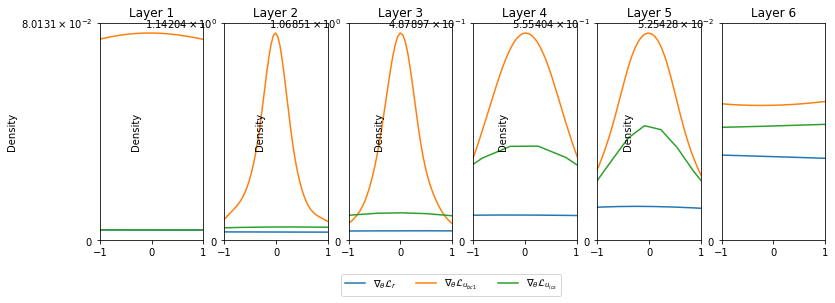 Layer 1 Layer 2 Layer 3 Layer 4 Layer 5 Layer 6
8.0131 × 10⁻² 1.14204 × 10⁰ 1.06851 × 10⁰ 4.87897 × 10⁻¹ 5.55404 × 10⁻¹ 5.25428 × 10⁻²
Density Density Density Density Density Density
0 0 0 0 0 0
−1 0 1 −1 0 1 −1 0 1 −1 0 1 −1 0 1 −1 0 1
∇θℒr ∇θℒu_bc1 ∇θℒu_ics